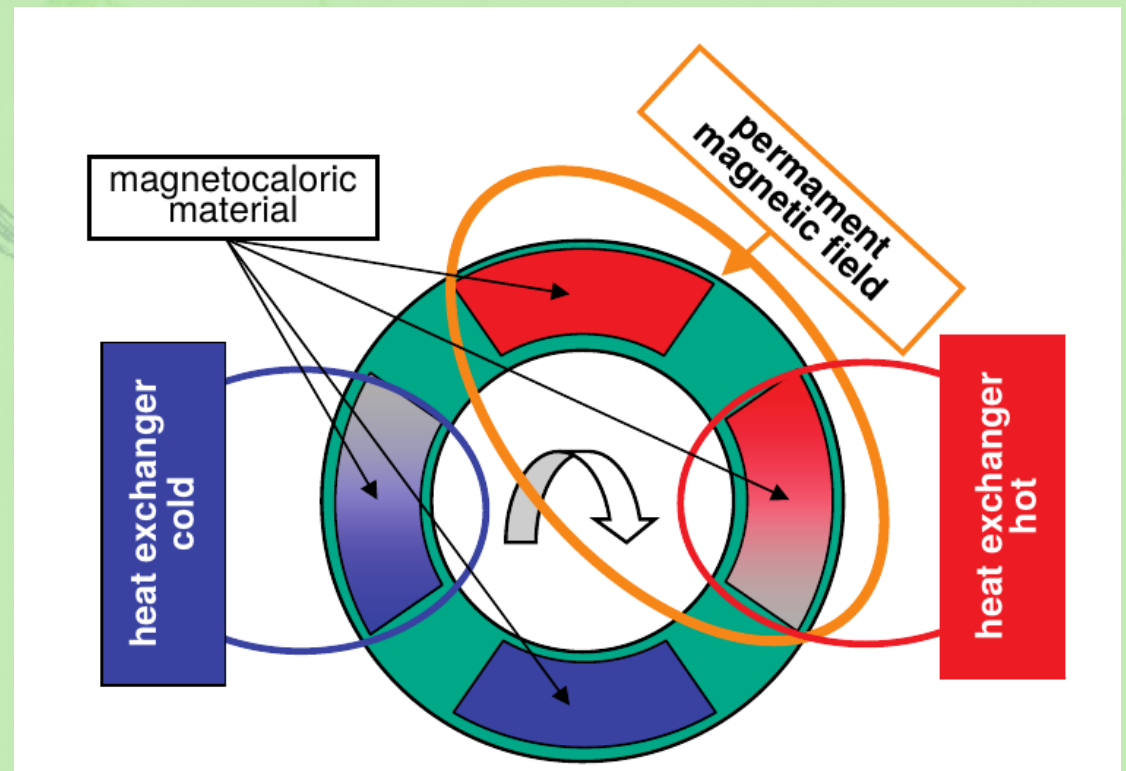 magnetocaloric
material
permament
magnetic field
heat exchanger
cold
heat exchanger
hot